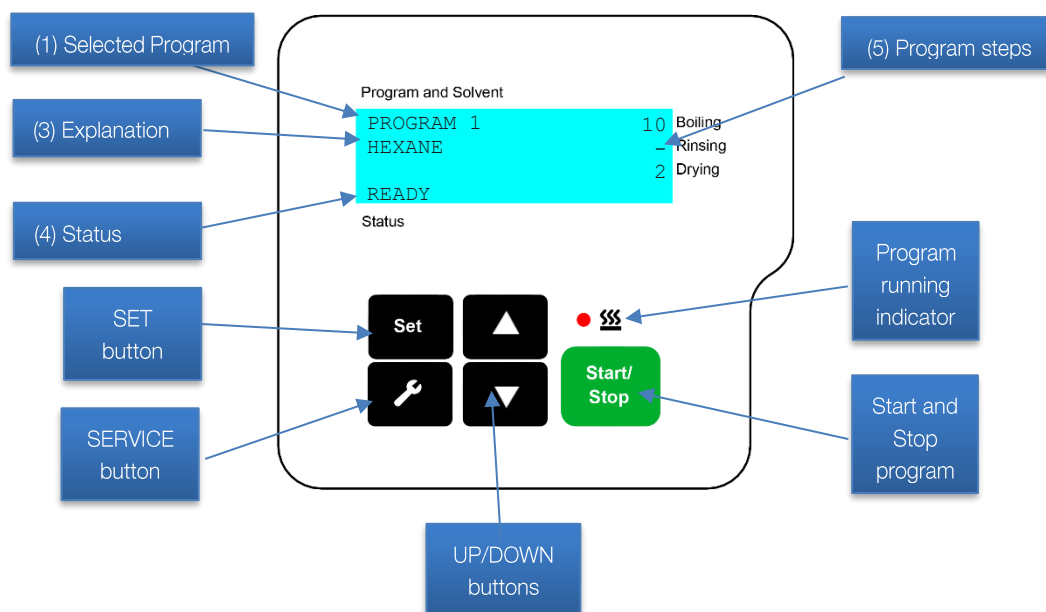 (1) Selected Program
(5) Program steps
Program and Solvent
PROGRAM 1
10 Boiling
(3) Explanation
HEXANE
- Rinsing
2 Drying
READY
(4) Status
Status
Program
running
indicator
SET
button
Set
Start/
Stop
Start and
Stop
program
SERVICE
button
UP/DOWN
buttons